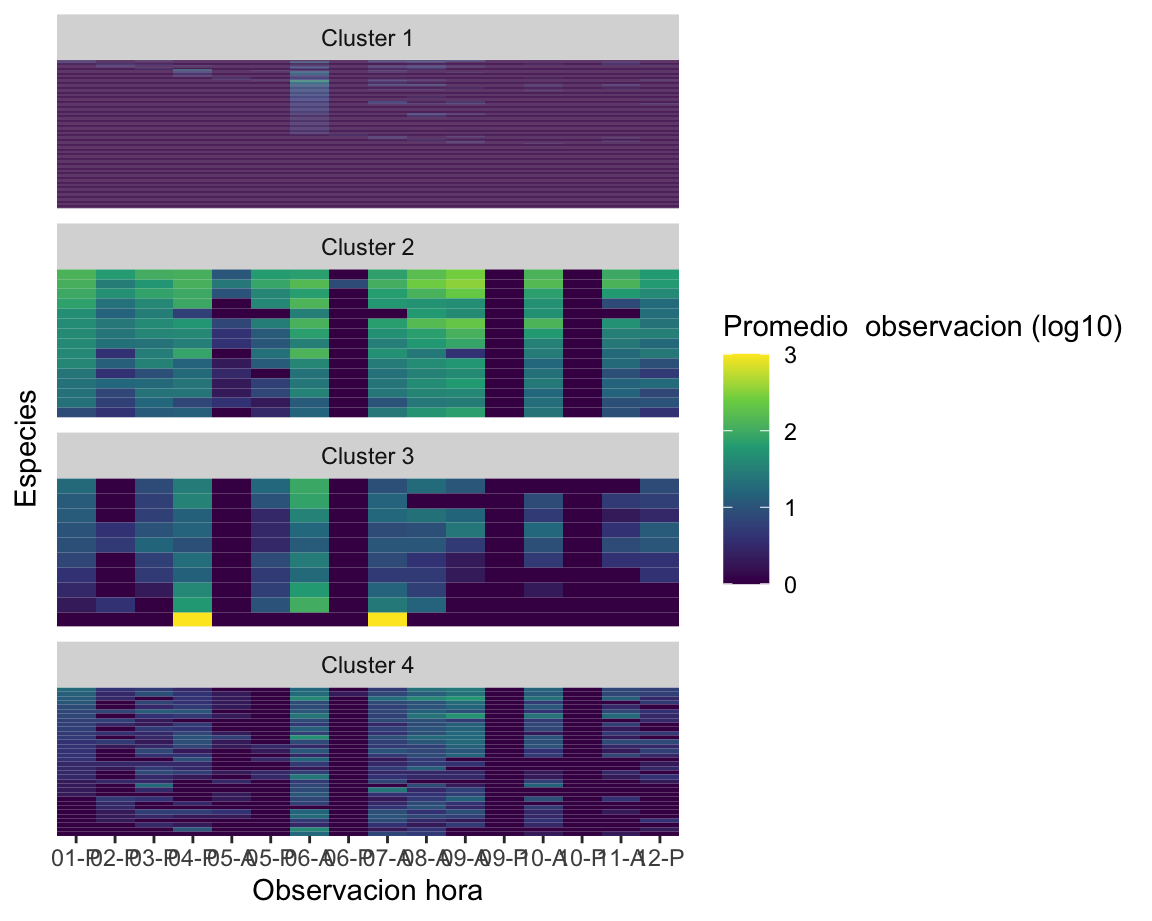 Cluster 1
Cluster 2
Cluster 3
Cluster 4
Especies
01-P 02-P 03-P 04-P 05-A 05-P 06-A 06-P 07-A 08-A 09-A 09-P 10-A 10-P 11-A 12-P
Observacion hora
Promedio  observacion (log10)
3
2
1
0